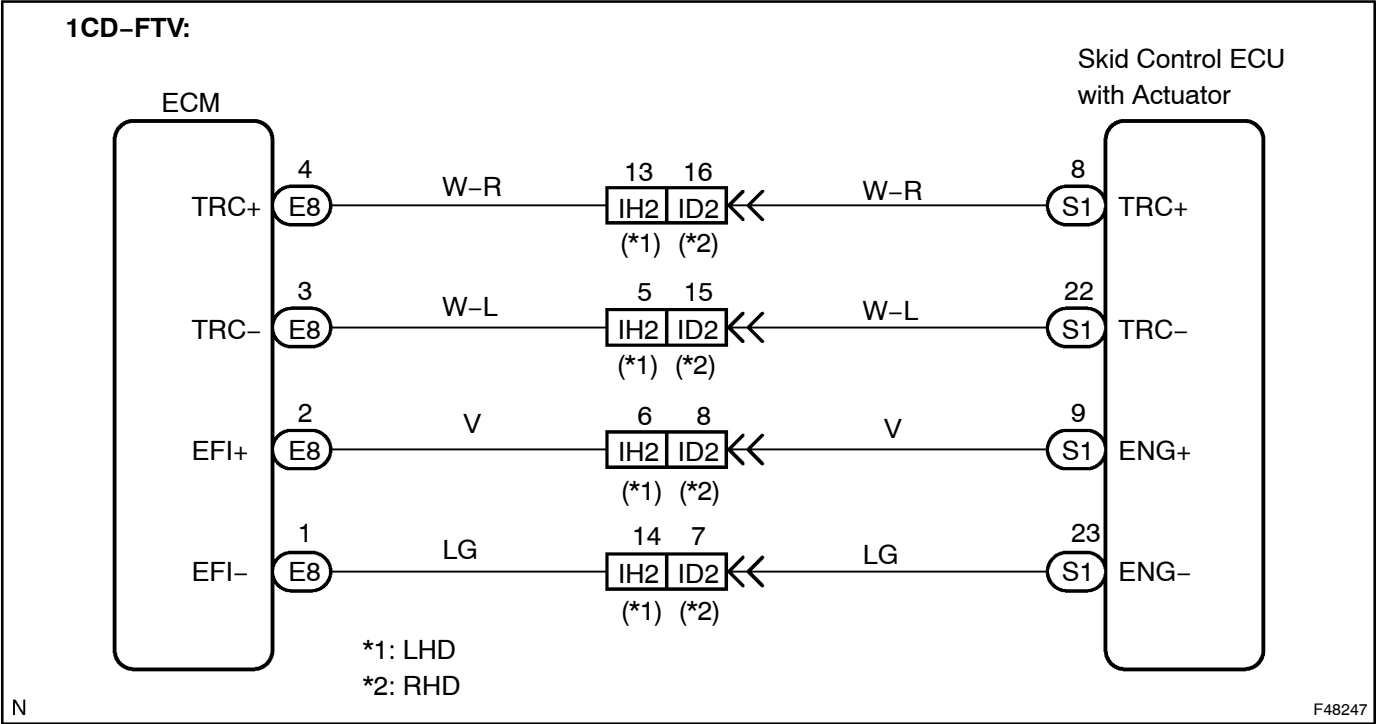 1CD−FTV:
Skid Control ECU
with Actuator
ECM
4 13 16 8
W−R W−R
TRC+ E8 IH2 ID2 S1 TRC+
(*1) (*2)
3 5 15 22
W−L W−L
TRC− E8 IH2 ID2 S1 TRC−
(*1) (*2)
2 6 8 9
V V
EFI+ E8 IH2 ID2 S1 ENG+
(*1) (*2)
1 14 7 23
LG LG
EFI− E8 IH2 ID2 S1 ENG−
(*1) (*2)
*1: LHD
*2: RHD
N F48247